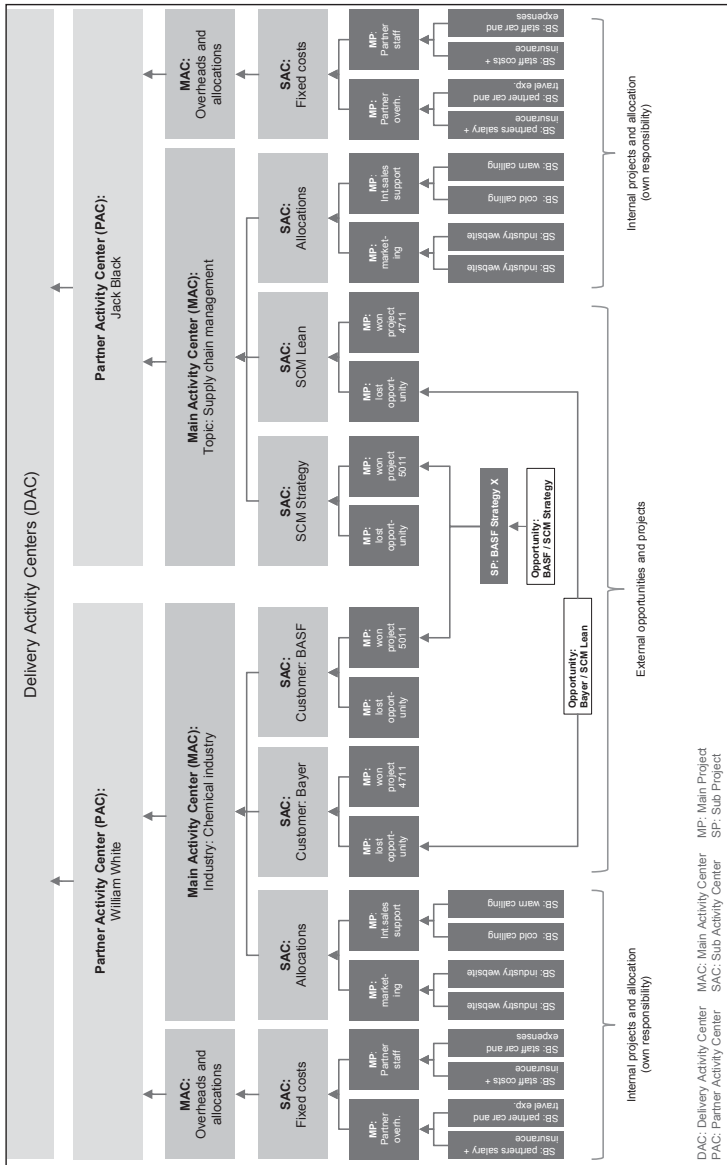 Delivery Activity Centers (DAC)
Partner Activity Center (PAC):
William White
Partner Activity Center (PAC):
Jack Black
MAC:
Overheads and
allocations
Main Activity Center (MAC):
Industry: Chemical industry
Main Activity Center (MAC):
Topic: Supply chain management
MAC:
Overheads and
allocations
SAC:
Fixed costs
SAC:
Allocations
SAC:
Customer: Bayer
SAC:
Customer: BASF
SAC:
SCM Strategy
SAC:
SCM Lean
SAC:
Allocations
SAC:
Fixed costs
MP:
Partner
overh.
MP:
Partner
staff
MP:
market-
ing
MP:
Int.sales
support
MP:
lost
opport-
unity
MP:
won
project
4711
MP:
lost
opport-
unity
MP:
won
project
5011
MP:
lost
opport-
unity
MP:
won
project
5011
MP:
lost
opport-
unity
MP:
won
project
4711
MP:
market-
ing
MP:
Int.sales
support
MP:
Partner
overh.
MP:
Partner
staff
SB: partners salary +
insurance
SB: partner car and
travel exp.
SB: staff costs +
insurance
SB: staff car and
expenses
SB: industry website
SB: industry website
SB: cold calling
SB: warn calling
SP: BASF Strategy X
SB: industry website
SB: industry website
SB: cold calling
SB: warn calling
SB: partners salary +
insurance
SB: partner car and
travel exp.
SB: staff costs +
insurance
SB: staff car and
expenses
Opportunity:
BASF / SCM Strategy
Opportunity:
Bayer / SCM Lean
Internal projects and allocation
(own responsibility)
External opportunities and projects
Internal projects and allocation
(own responsibility)
DAC: Delivery Activity Center MAC: Main Activity Center MP: Main Project
PAC: Partner Activity Center SAC: Sub Activity Center SP: Sub Project